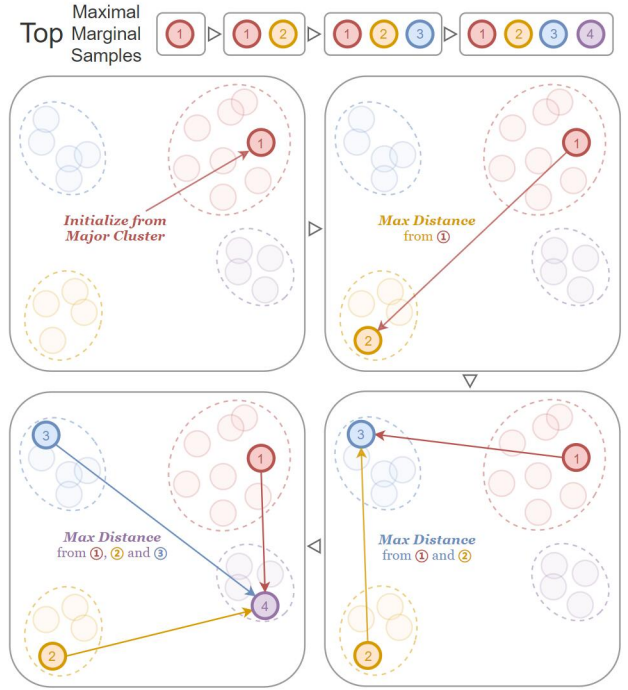 Top
Maximal
Marginal
Samples
1 1 2 1 2 3 1 2 3 4
1
Initialize from
Major Cluster
1
Max Distance
from 1
2
3
1
Max Distance
from 1, 2 and 3
4
2
3
1
Max Distance
from 1 and 2
2